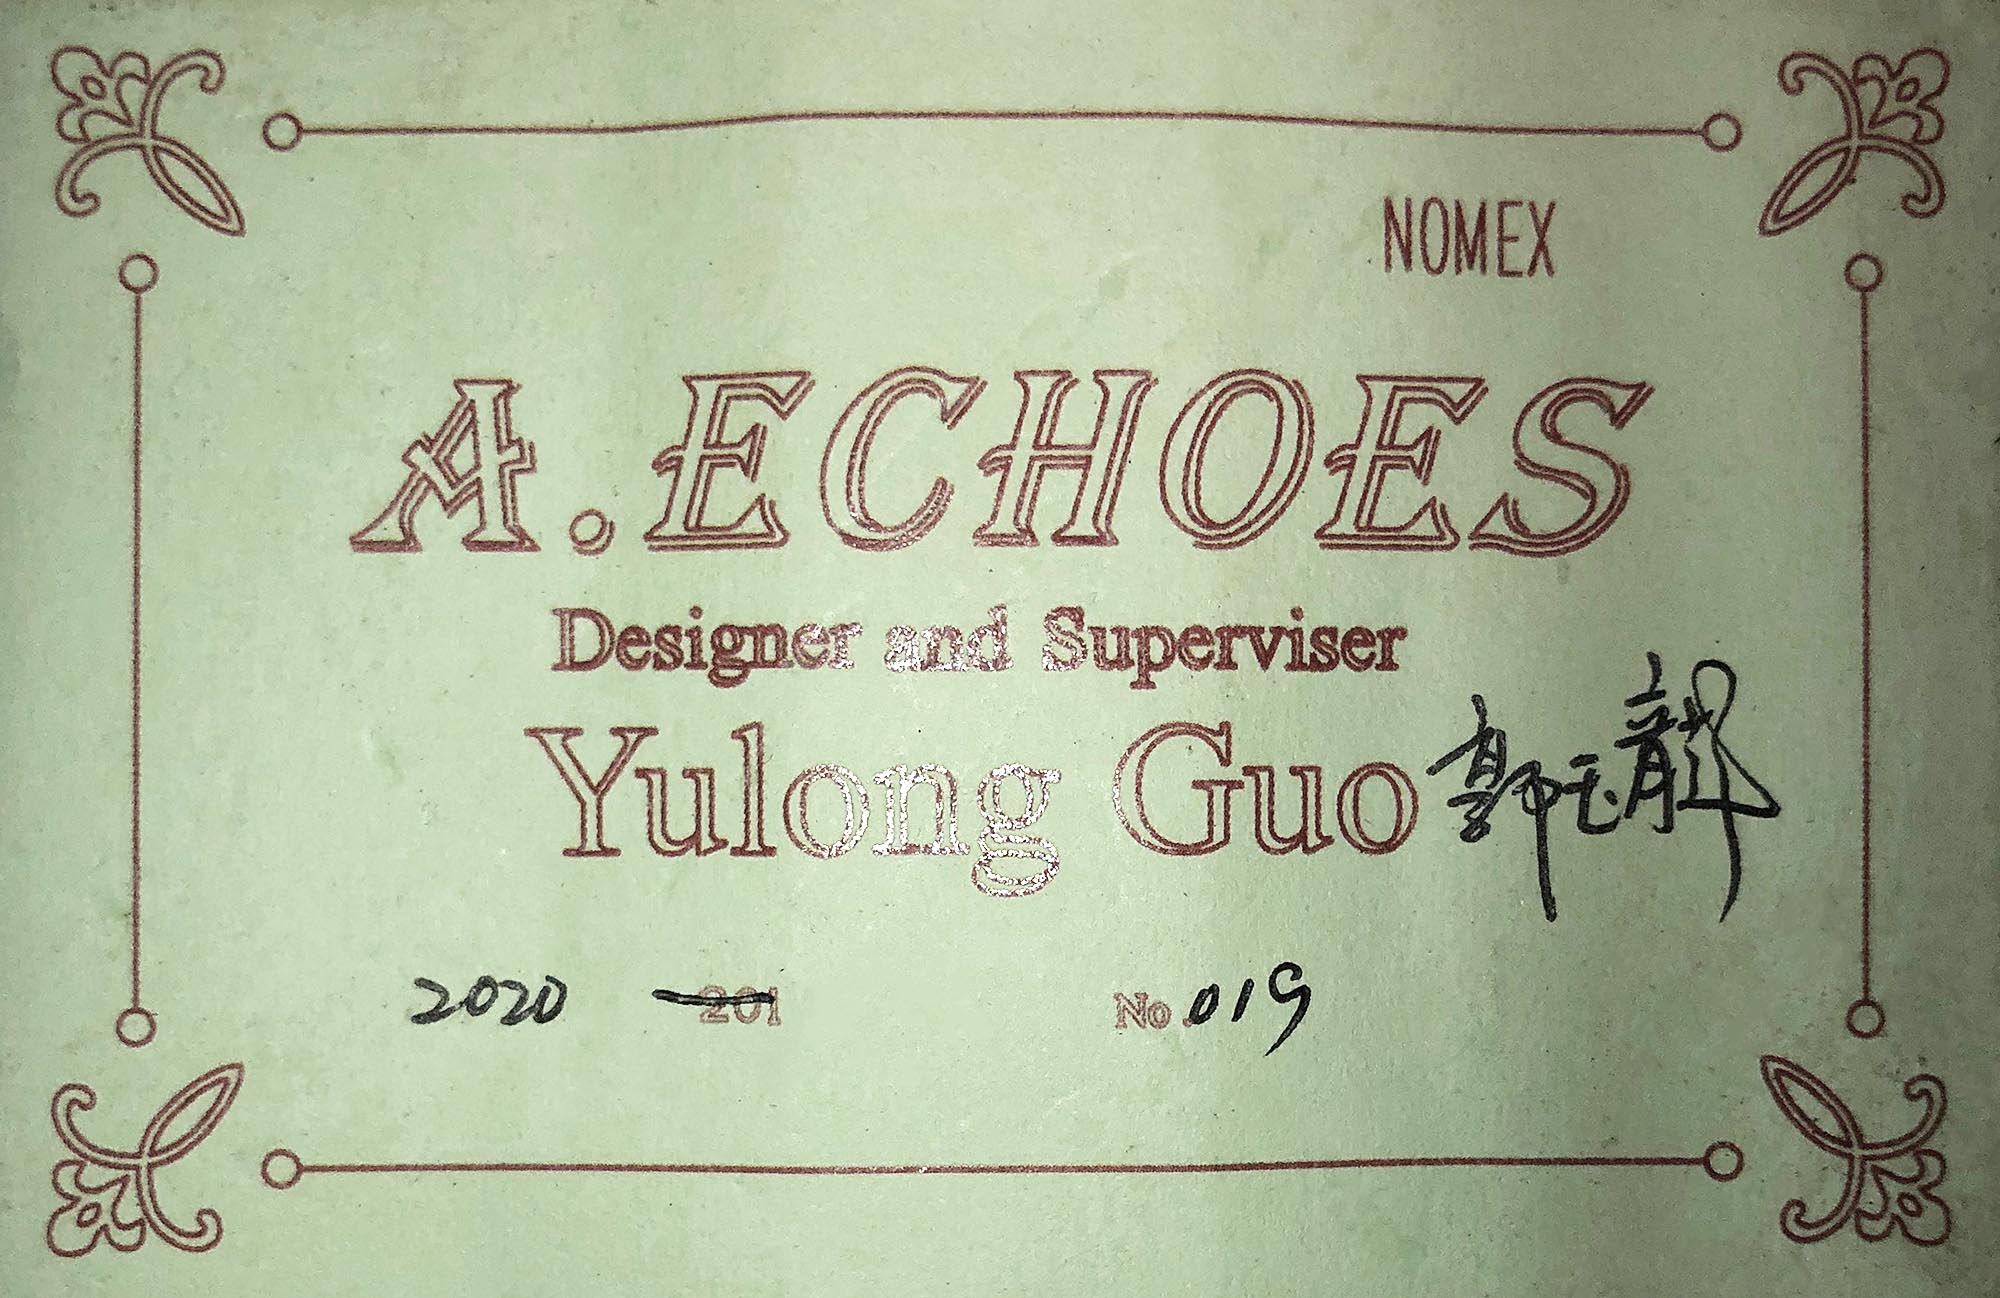 NOMEX
A.ECHOES
Designer and Superviser
Yulong Guo 郭玉龍
2020 201 No.019